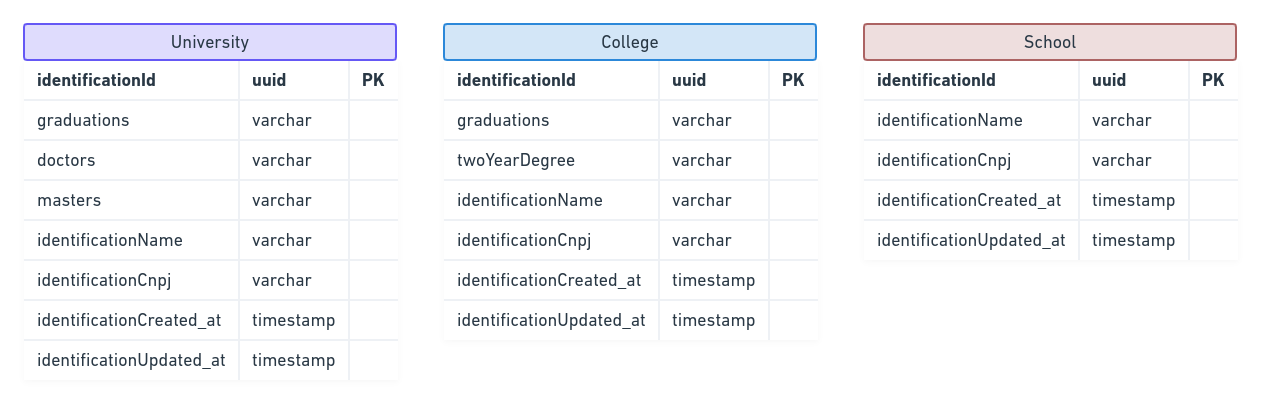 University
identificationId uuid PK
graduations varchar
doctors varchar
masters varchar
identificationName varchar
identificationCnpj varchar
identificationCreated_at timestamp
identificationUpdated_at timestamp
College
identificationId uuid PK
graduations varchar
twoYearDegree varchar
identificationName varchar
identificationCnpj varchar
identificationCreated_at timestamp
identificationUpdated_at timestamp
School
identificationId uuid PK
identificationName varchar
identificationCnpj varchar
identificationCreated_at timestamp
identificationUpdated_at timestamp